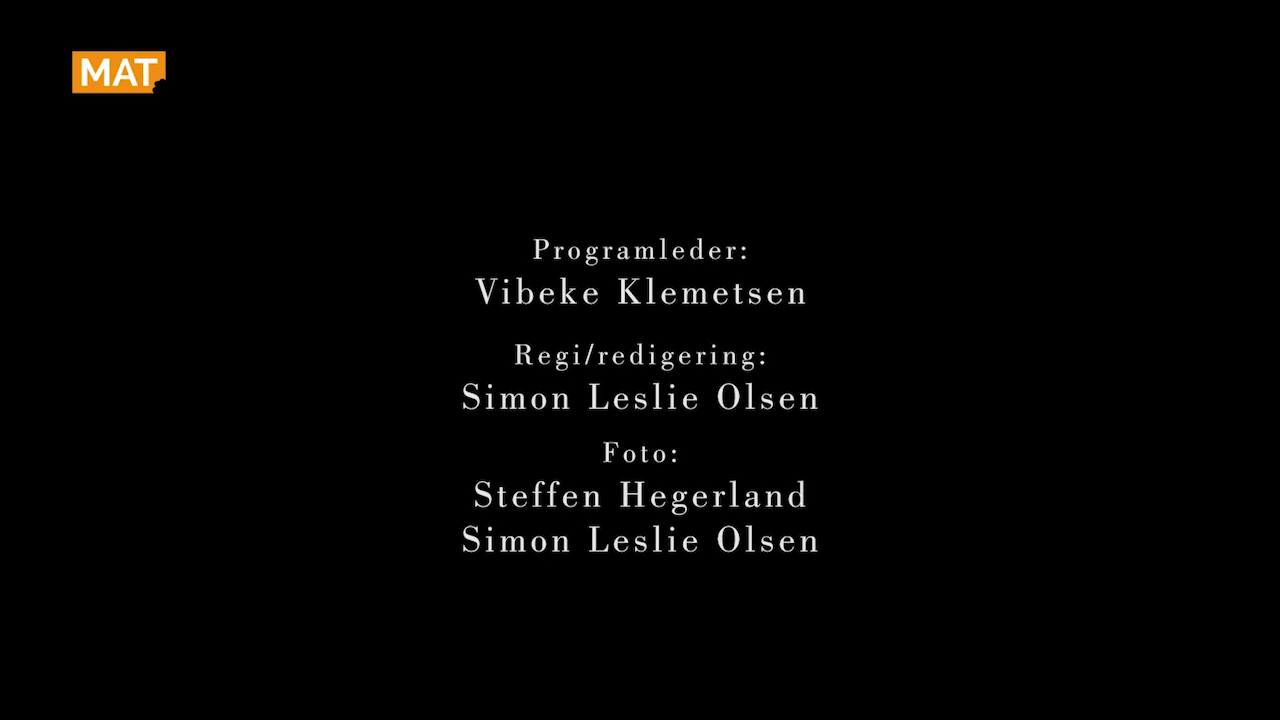 MAT
Programleder:
Vibeke Klemetsen
Regi/redigering:
Simon Leslie Olsen
Foto:
Steffen Hegerland
Simon Leslie Olsen